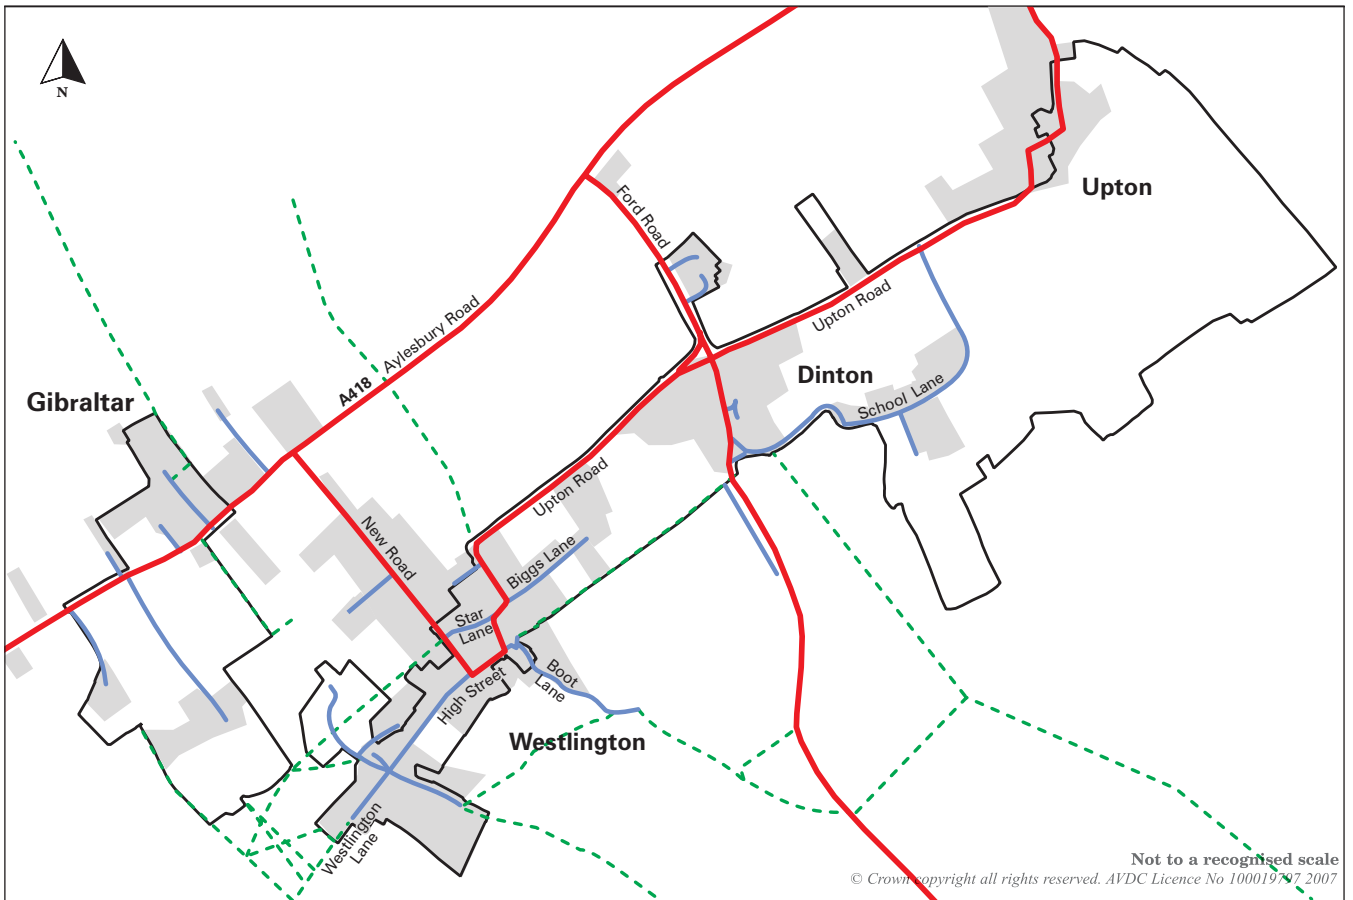 N
Upton
Ford Road
Upton Road
A418 Aylesbury Road
Dinton
School Lane
Gibraltar
Upton Road
New Road
Biggs Lane
Star
Lane
Boot
Lane
High Street
Westlington
Westlington
Lane
Not to a recognised scale
© Crown copyright all rights reserved. AVDC Licence No 100019797 2007